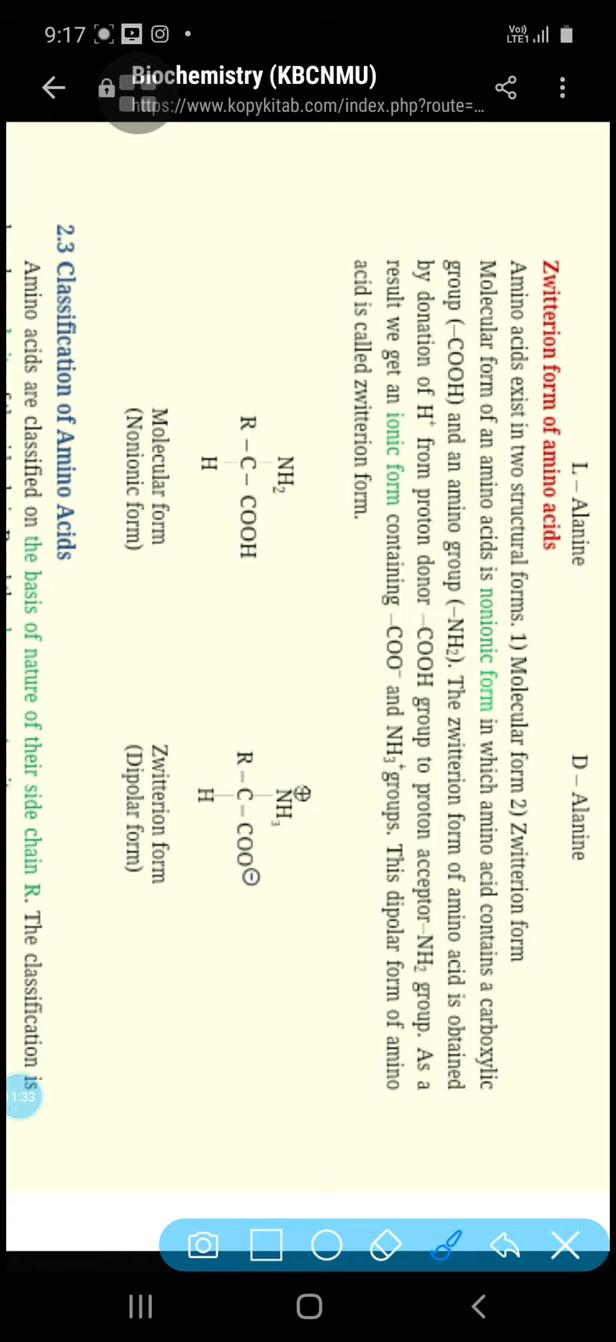 9:17
Vo)) LTE1
Biochemistry (KBCNMU)
https://www.kopykitab.com/index.php?route=...
L – Alanine D – Alanine
Zwitterion form of amino acids
Amino acids exist in two structural forms. 1) Molecular form 2) Zwitterion form
Molecular form of an amino acids is nonionic form in which amino acid contains a carboxylic
group (–COOH) and an amino group (–NH₂). The zwitterion form of amino acid is obtained
by donation of H⁺ from proton donor –COOH group to proton acceptor–NH₂ group. As a
result we get an ionic form containing –COO⁻ and NH₃⁺groups. This dipolar form of amino
acid is called zwitterion form.
NH₂ ⊕NH₃
R – C – COOH R – C – COO⊖
H H
Molecular form Zwitterion form
(Nonionic form) (Dipolar form)
2.3 Classification of Amino Acids
Amino acids are classified on the basis of nature of their side chain R. The classification is
11:33